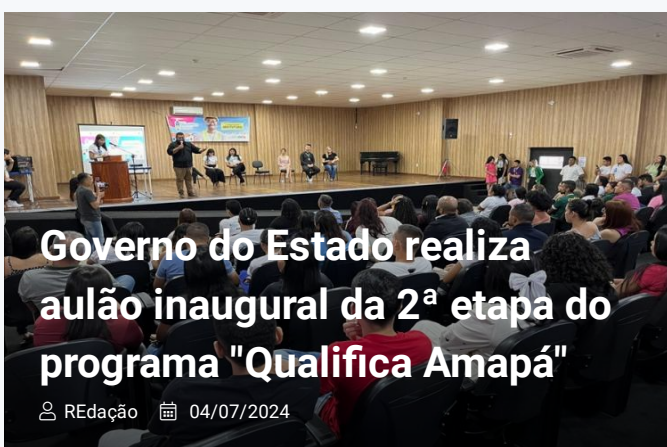 Governo do Estado realiza
aulão inaugural da 2ª etapa do
programa "Qualifica Amapá"
REdação 04/07/2024